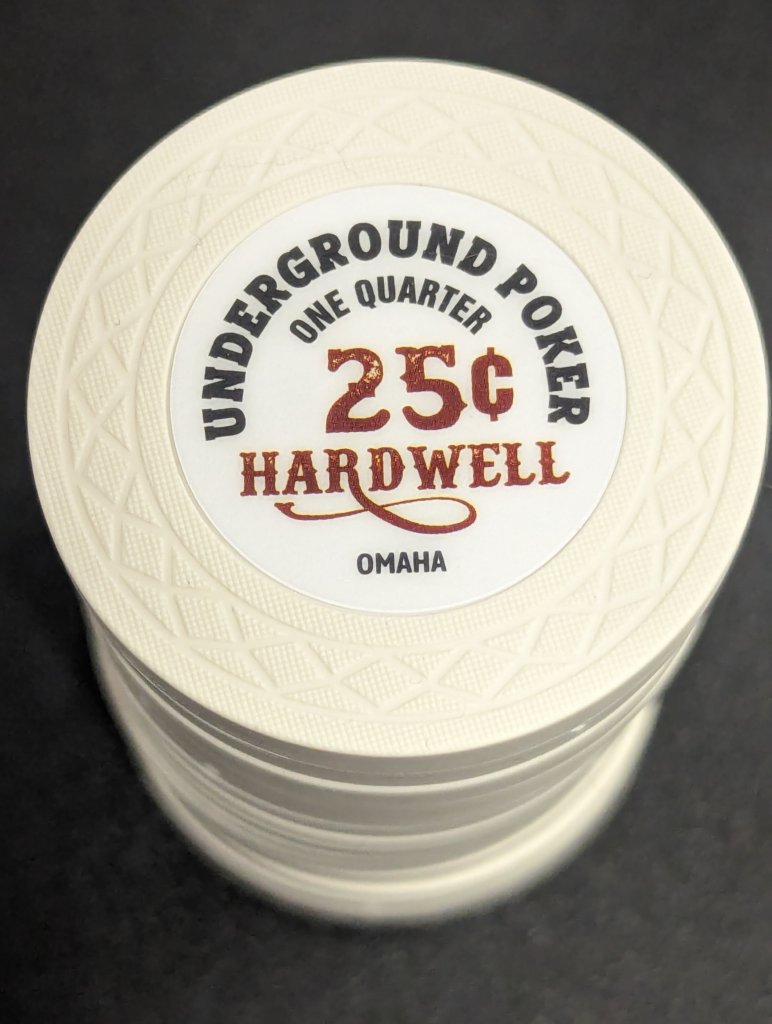 UNDERGROUND POKER
ONE QUARTER
25¢
HARDWELL
OMAHA